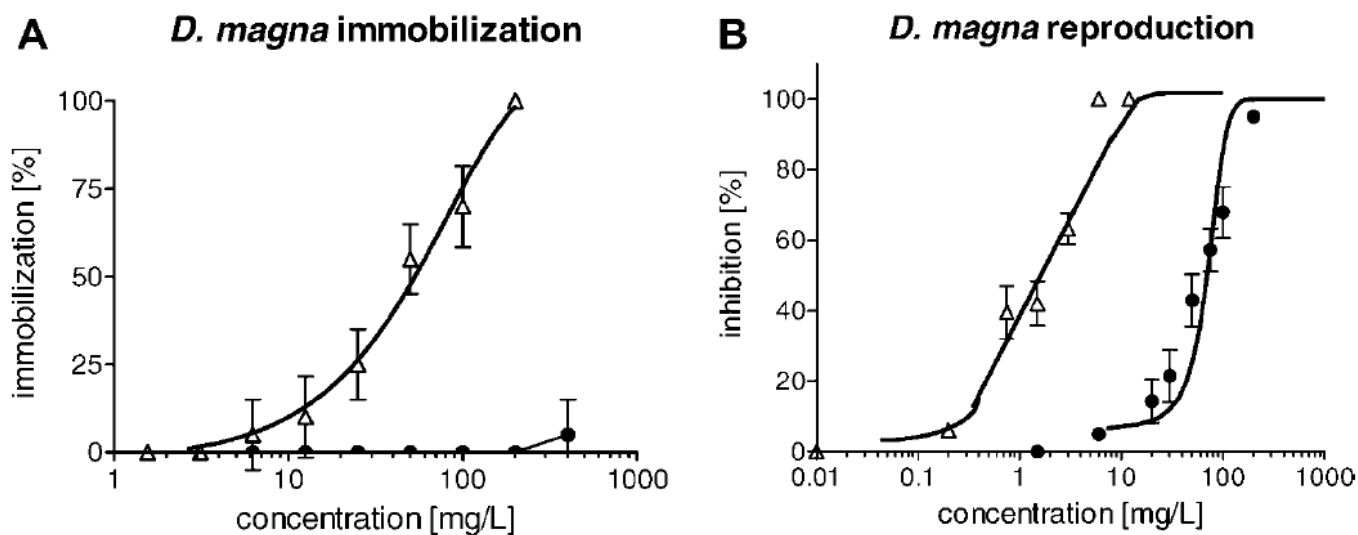 A D. magna immobilization
immobilization [%]
100
75
50
25
0
1 10 100 1000
concentration [mg/L]
B D. magna reproduction
inhibition [%]
100
80
60
40
20
0
0.01 0.1 1 10 100 1000
concentration [mg/L]